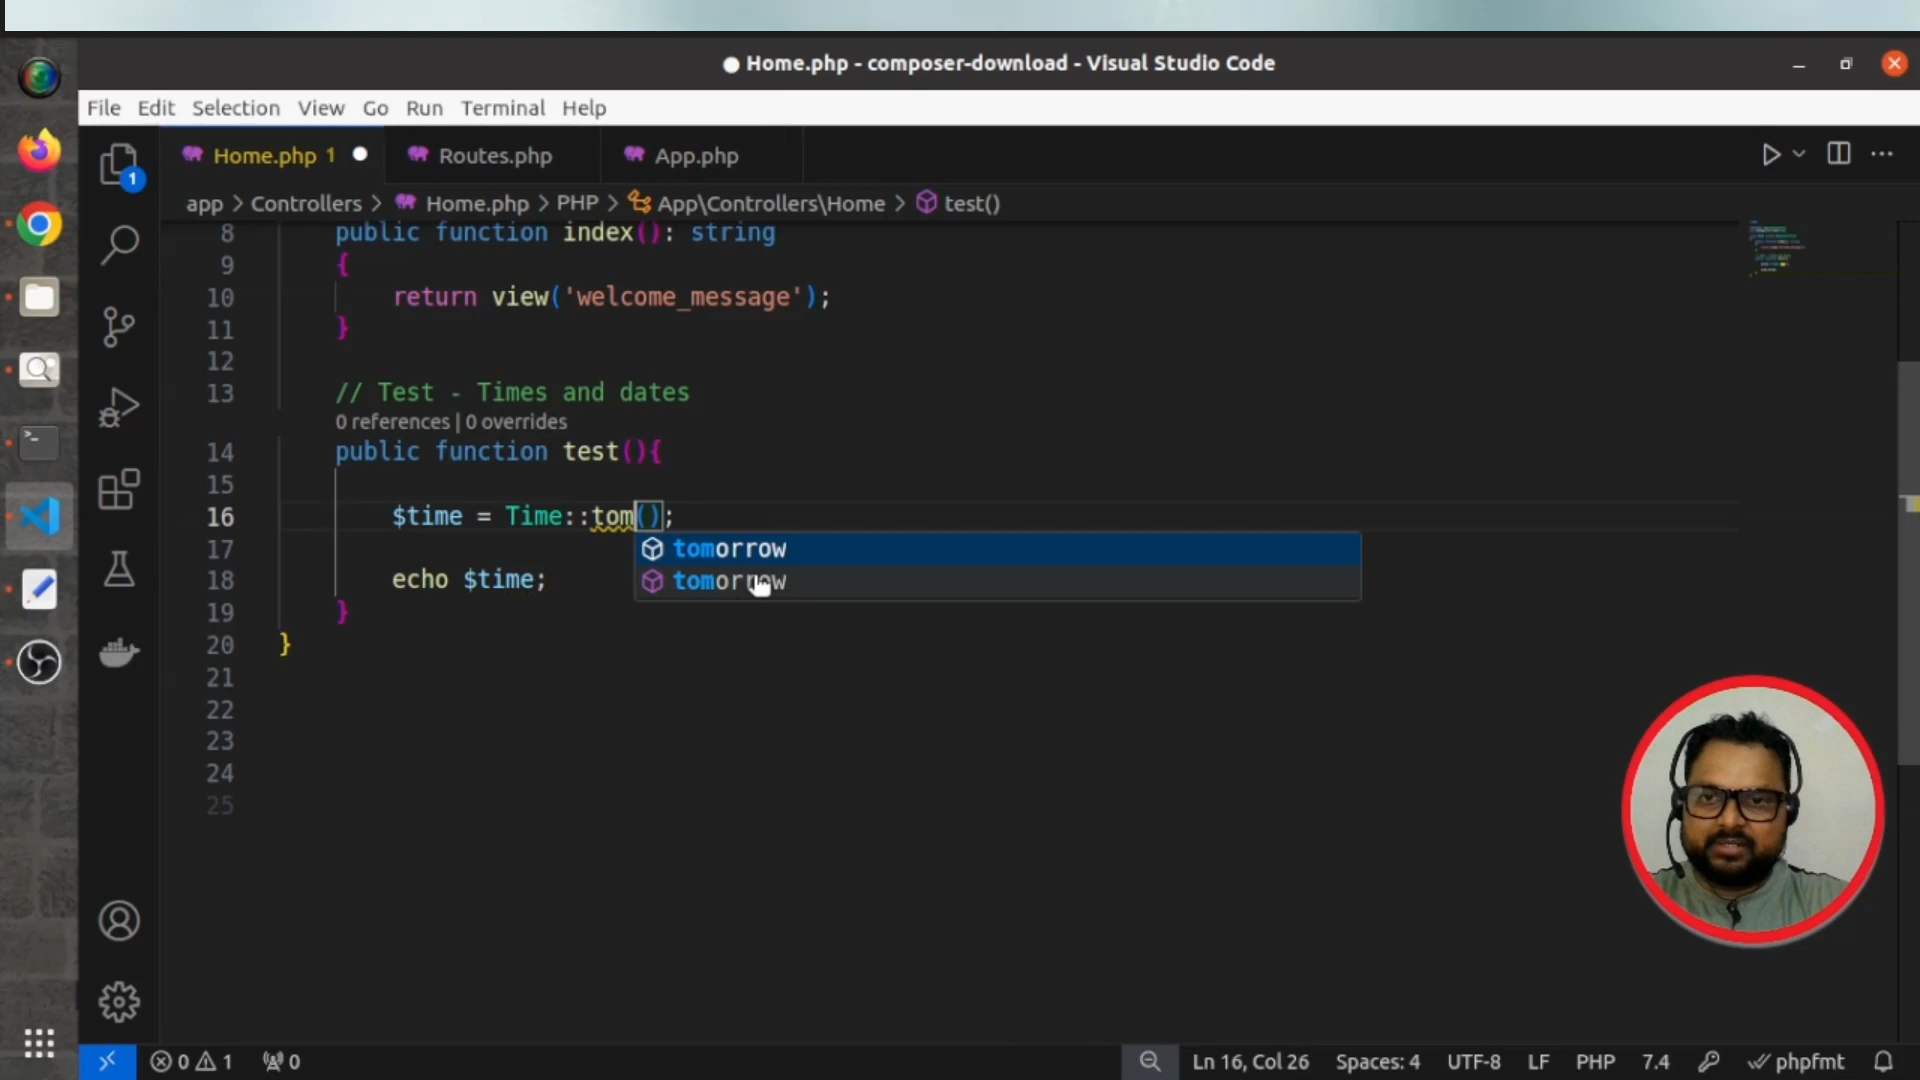 Home.php - composer-download - Visual Studio Code
File Edit Selection View Go Run Terminal Help
Home.php 1 Routes.php App.php
1
app > Controllers > Home.php > PHP > App\Controllers\Home > test()
8 public function index(): string
9 {
10 return view('welcome_message');
11 }
12
13 // Test - Times and dates
0 references | 0 overrides
14 public function test(){
15
16 $time = Time::tom();
17 tomorrow
18 echo $time; tomorrow
19 }
20 }
21
22
23
24
25
0 1 0 Ln 16, Col 26 Spaces: 4 UTF-8 LF PHP 7.4 phpfmt